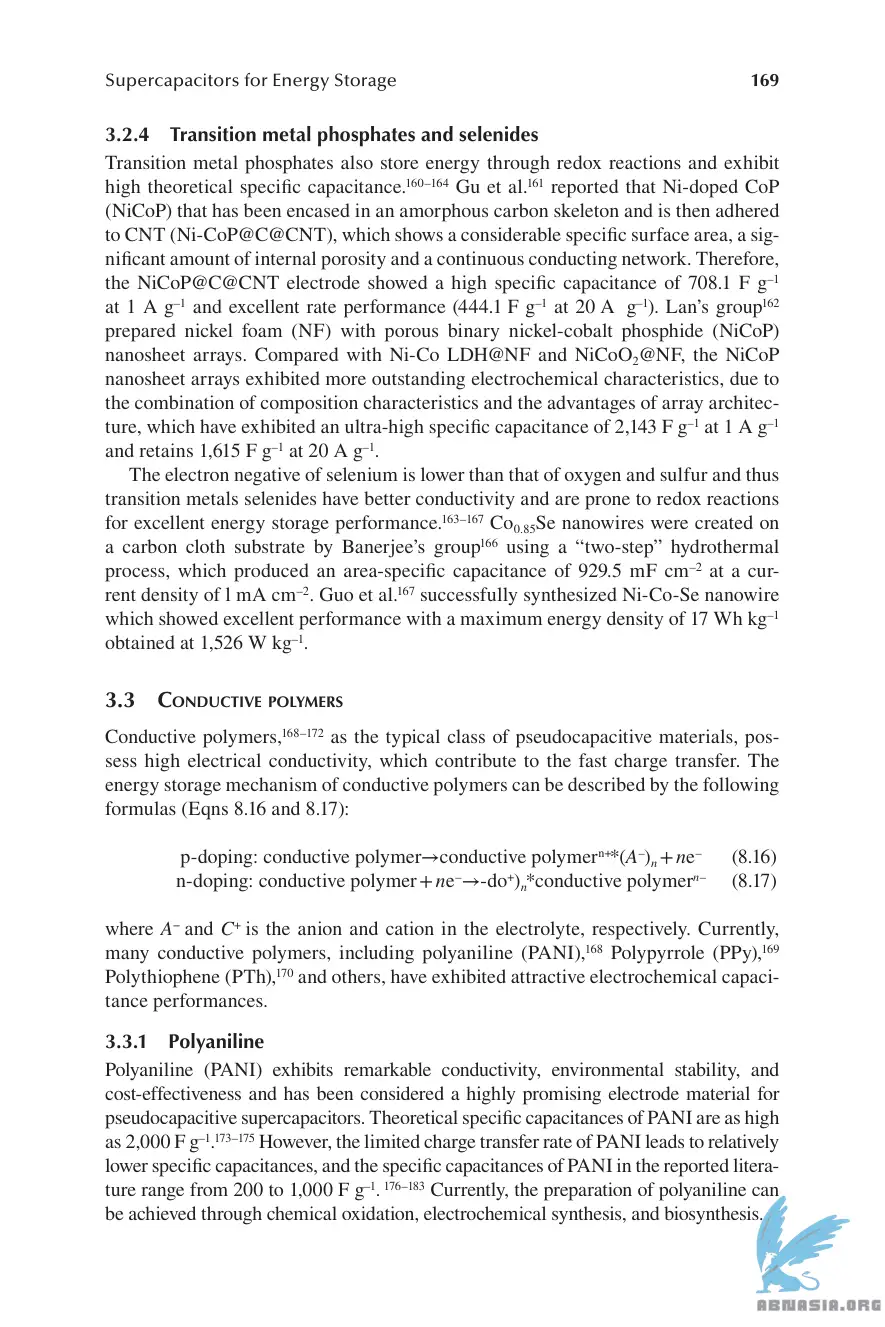 Supercapacitors for Energy Storage 169
3.2.4 Transition metal phosphates and selenides
Transition metal phosphates also store energy through redox reactions and exhibit
high theoretical specific capacitance.¹⁶⁰–¹⁶⁴ Gu et al.¹⁶¹ reported that Ni-doped CoP
(NiCoP) that has been encased in an amorphous carbon skeleton and is then adhered
to CNT (Ni-CoP@C@CNT), which shows a considerable specific surface area, a sig-
nificant amount of internal porosity and a continuous conducting network. Therefore,
the NiCoP@C@CNT electrode showed a high specific capacitance of 708.1 F g⁻¹
at 1 A g⁻¹ and excellent rate performance (444.1 F g⁻¹ at 20 A g⁻¹). Lan’s group¹⁶²
prepared nickel foam (NF) with porous binary nickel-cobalt phosphide (NiCoP)
nanosheet arrays. Compared with Ni-Co LDH@NF and NiCoO₂@NF, the NiCoP
nanosheet arrays exhibited more outstanding electrochemical characteristics, due to
the combination of composition characteristics and the advantages of array architec-
ture, which have exhibited an ultra-high specific capacitance of 2,143 F g⁻¹ at 1 A g⁻¹
and retains 1,615 F g⁻¹ at 20 A g⁻¹.
The electron negative of selenium is lower than that of oxygen and sulfur and thus
transition metals selenides have better conductivity and are prone to redox reactions
for excellent energy storage performance.¹⁶³–¹⁶⁷ Co₀.₈₅Se nanowires were created on
a carbon cloth substrate by Banerjee’s group¹⁶⁶ using a “two-step” hydrothermal
process, which produced an area-specific capacitance of 929.5 mF cm⁻² at a cur-
rent density of 1 mA cm⁻². Guo et al.¹⁶⁷ successfully synthesized Ni-Co-Se nanowire
which showed excellent performance with a maximum energy density of 17 Wh kg⁻¹
obtained at 1,526 W kg⁻¹.
3.3 Conductive polymers
Conductive polymers,¹⁶⁸–¹⁷² as the typical class of pseudocapacitive materials, pos-
sess high electrical conductivity, which contribute to the fast charge transfer. The
energy storage mechanism of conductive polymers can be described by the following
formulas (Eqns 8.16 and 8.17):
p-doping: conductive polymer→conductive polymerⁿ⁺*(A⁻)ₙ + ne⁻ (8.16)
n-doping: conductive polymer + ne⁻→-do⁺)ₙ*conductive polymerⁿ⁻ (8.17)
where A⁻ and C⁺ is the anion and cation in the electrolyte, respectively. Currently,
many conductive polymers, including polyaniline (PANI),¹⁶⁸ Polypyrrole (PPy),¹⁶⁹
Polythiophene (PTh),¹⁷⁰ and others, have exhibited attractive electrochemical capaci-
tance performances.
3.3.1 Polyaniline
Polyaniline (PANI) exhibits remarkable conductivity, environmental stability, and
cost-effectiveness and has been considered a highly promising electrode material for
pseudocapacitive supercapacitors. Theoretical specific capacitances of PANI are as high
as 2,000 F g⁻¹.¹⁷³–¹⁷⁵ However, the limited charge transfer rate of PANI leads to relatively
lower specific capacitances, and the specific capacitances of PANI in the reported litera-
ture range from 200 to 1,000 F g⁻¹. ¹⁷⁶–¹⁸³ Currently, the preparation of polyaniline can
be achieved through chemical oxidation, electrochemical synthesis, and biosynthesis.
ABNASIA.ORG